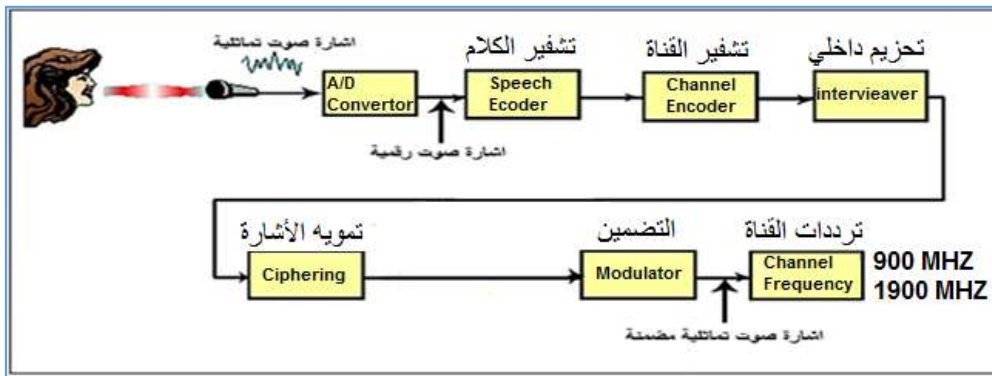 اشارة صوت تماثلية
تشفير الكلام
تشفير القناة
تحزيم داخلي
A/D
Convertor
Speech
Ecoder
Channel
Encoder
intervieaver
اشارة صوت رقمية
تمويه الأشارة
التضمين
ترددات القناة
Ciphering
Modulator
Channel
Frequency
900 MHZ
1900 MHZ
اشارة صوت تماثلية مضمنة